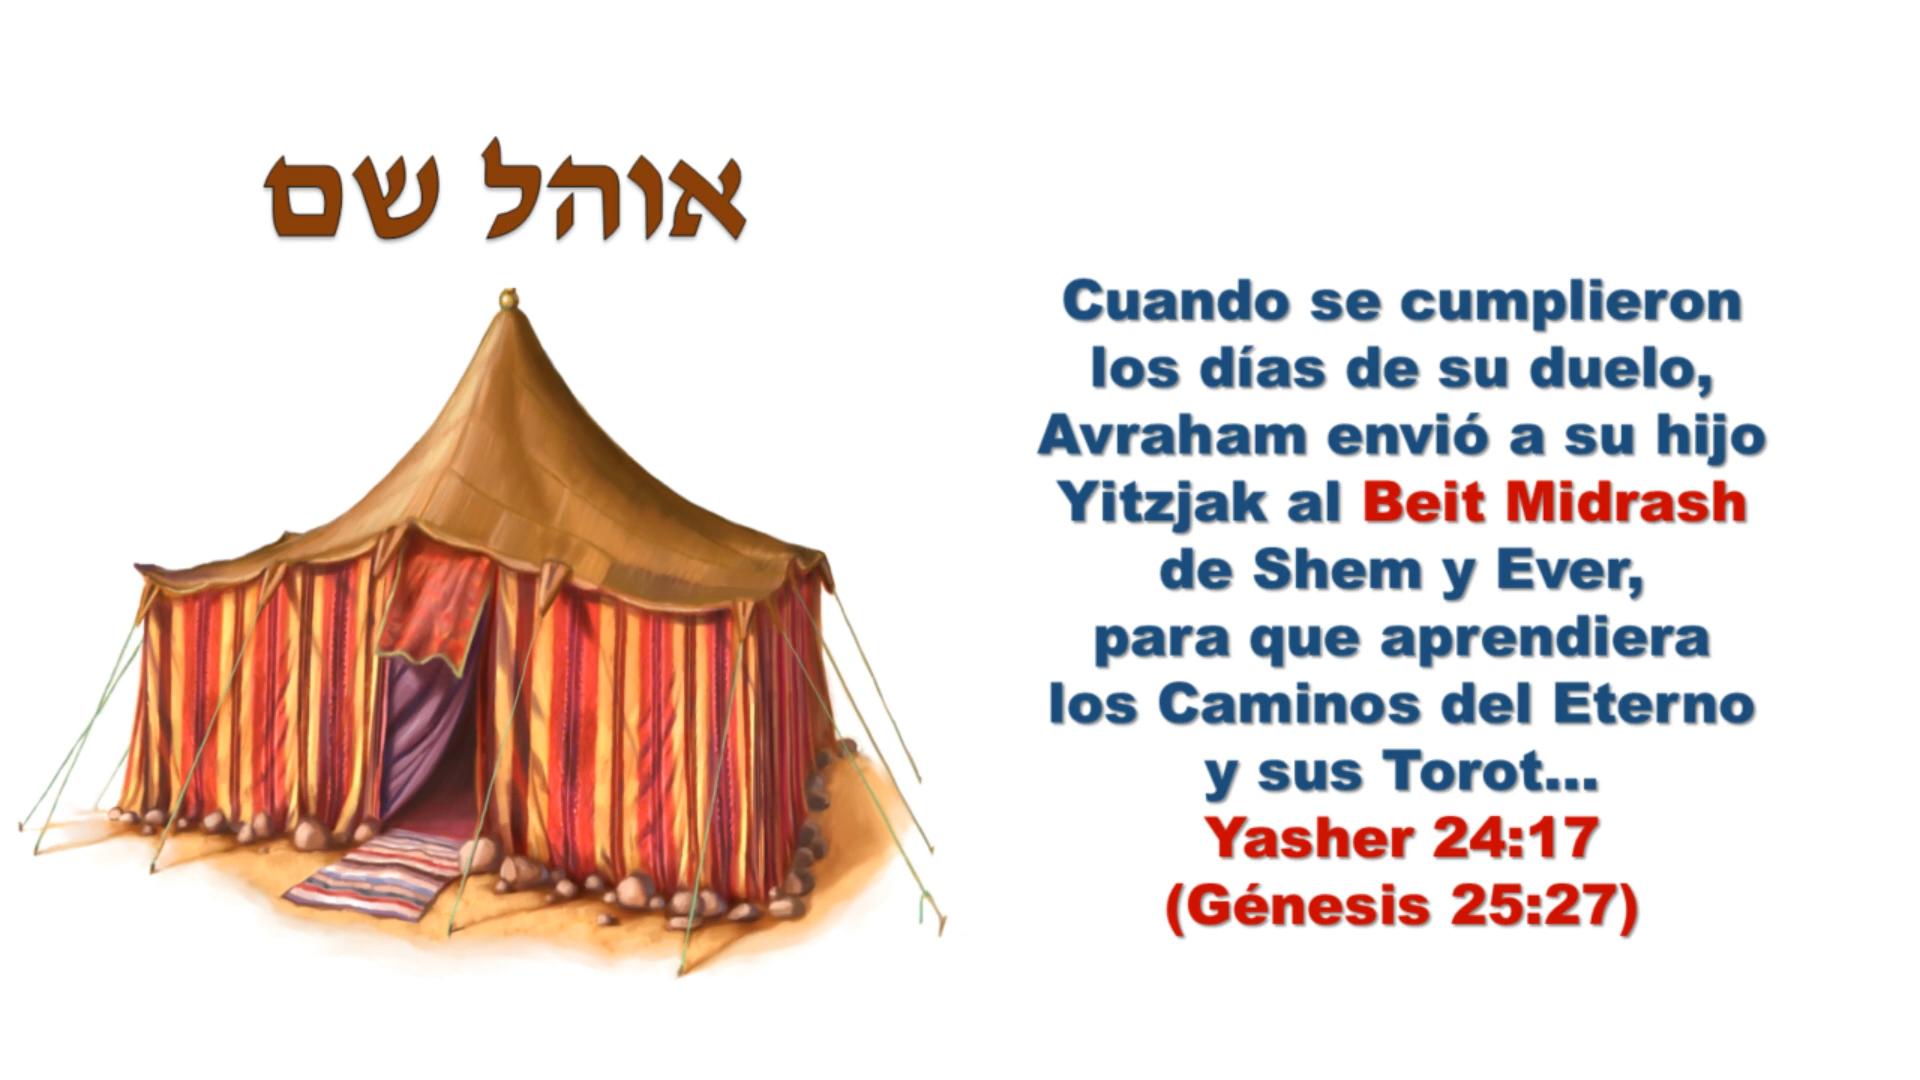 אוהל שם
Cuando se cumplieron
los días de su duelo,
Avraham envió a su hijo
Yitzjak al Beit Midrash
de Shem y Ever,
para que aprendiera
los Caminos del Eterno
y sus Torot...
Yasher 24:17
(Génesis 25:27)